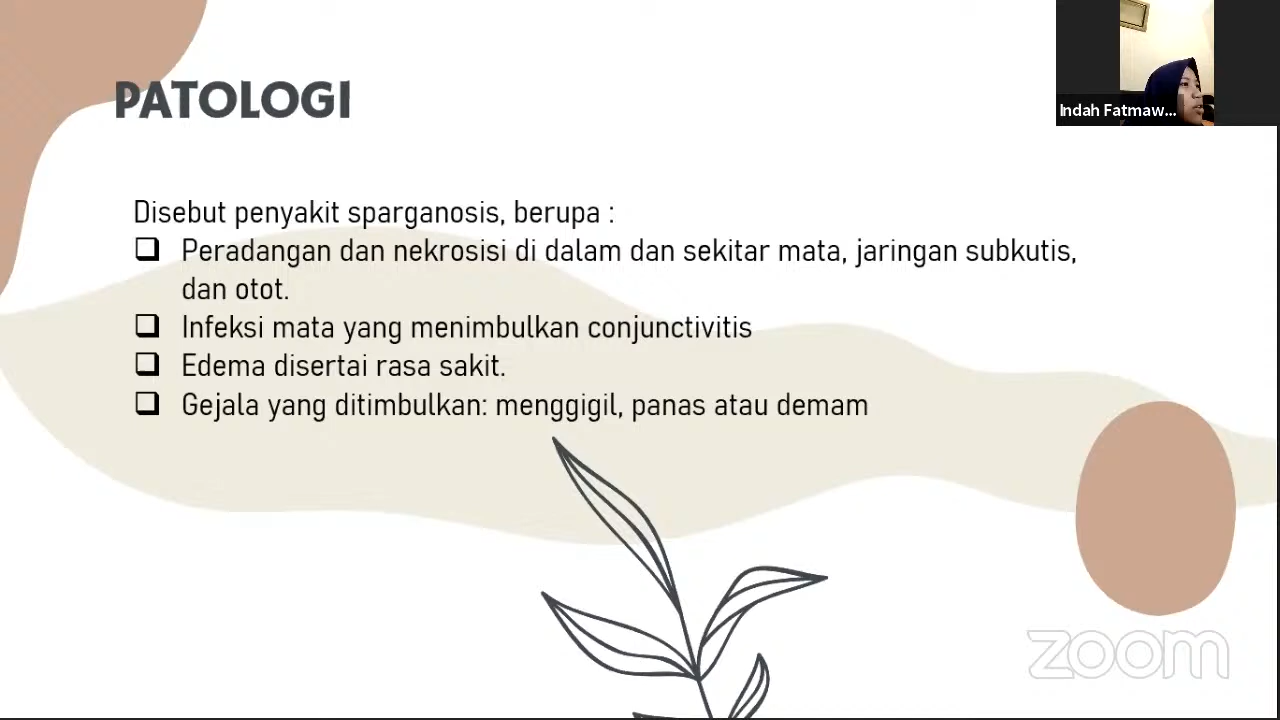 PATOLOGI
Indah Fatmaw...
Disebut penyakit sparganosis, berupa :
Peradangan dan nekrosisi di dalam dan sekitar mata, jaringan subkutis,
dan otot.
Infeksi mata yang menimbulkan conjunctivitis
Edema disertai rasa sakit.
Gejala yang ditimbulkan: menggigil, panas atau demam
zoom